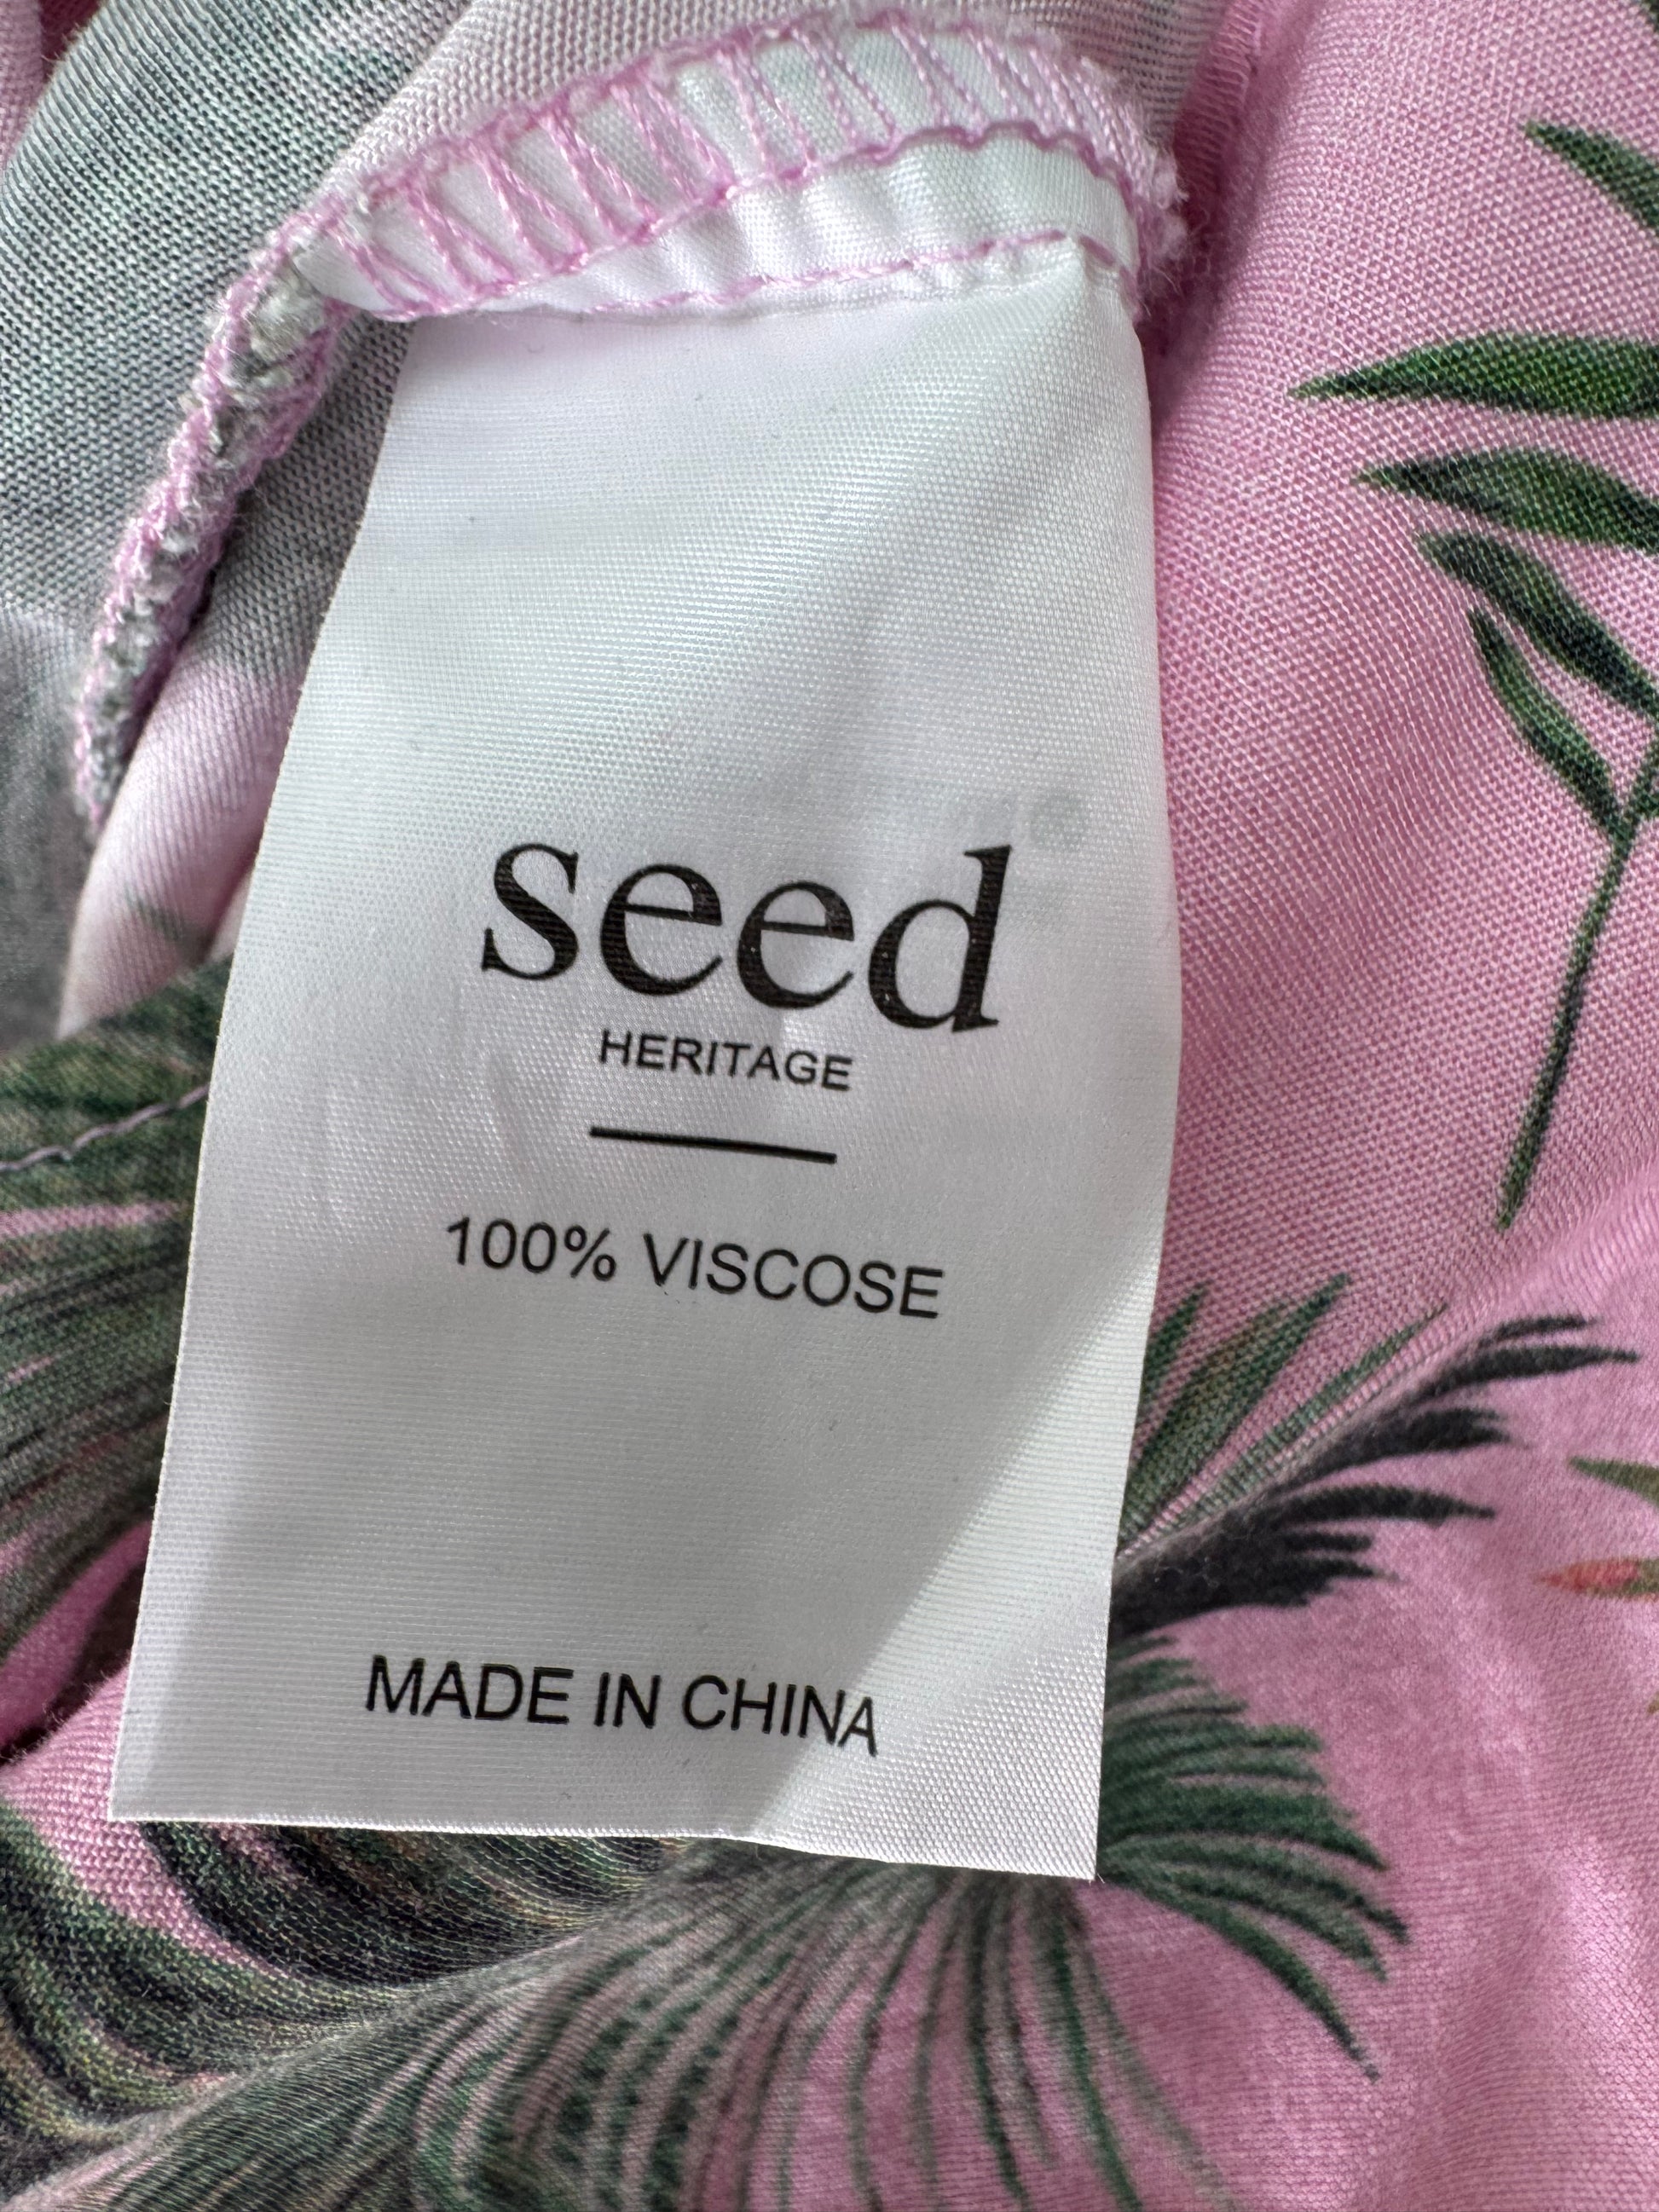 seed
HERITAGE
100% VISCOSE
MADE IN CHINA